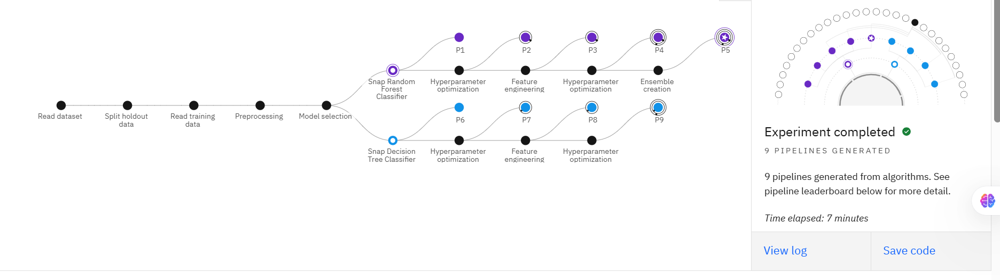 P1
P2
P3
P4
P5
Snap Random
Forest
Classifier
Hyperparameter
optimization
Feature
engineering
Hyperparameter
optimization
Ensemble
creation
Read dataset
Split holdout
data
Read training
data
Preprocessing
Model selection
P6
P7
P8
P9
Snap Decision
Tree Classifier
Hyperparameter
optimization
Feature
engineering
Hyperparameter
optimization
Experiment completed
9 PIPELINES GENERATED
9 pipelines generated from algorithms. See
pipeline leaderboard below for more detail.
Time elapsed: 7 minutes
View log
Save code